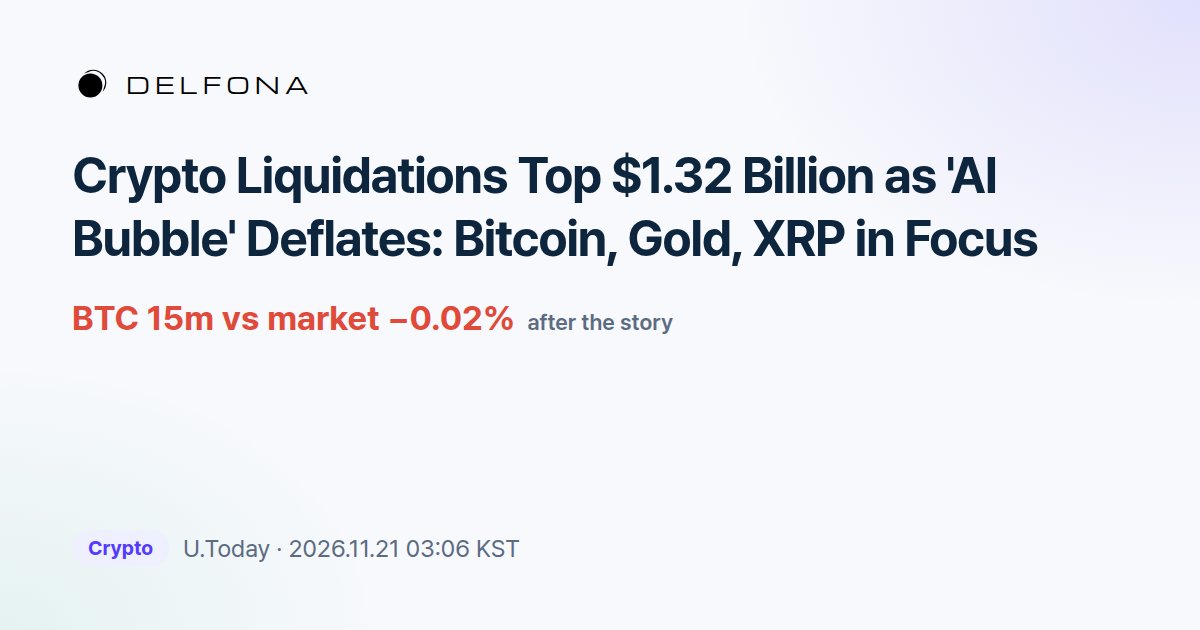 DELFONA
Crypto Liquidations Top $1.32 Billion as 'AI
Bubble' Deflates: Bitcoin, Gold, XRP in Focus
BTC 15m vs market −0.02% after the story
Crypto U.Today · 2026.11.21 03:06 KST